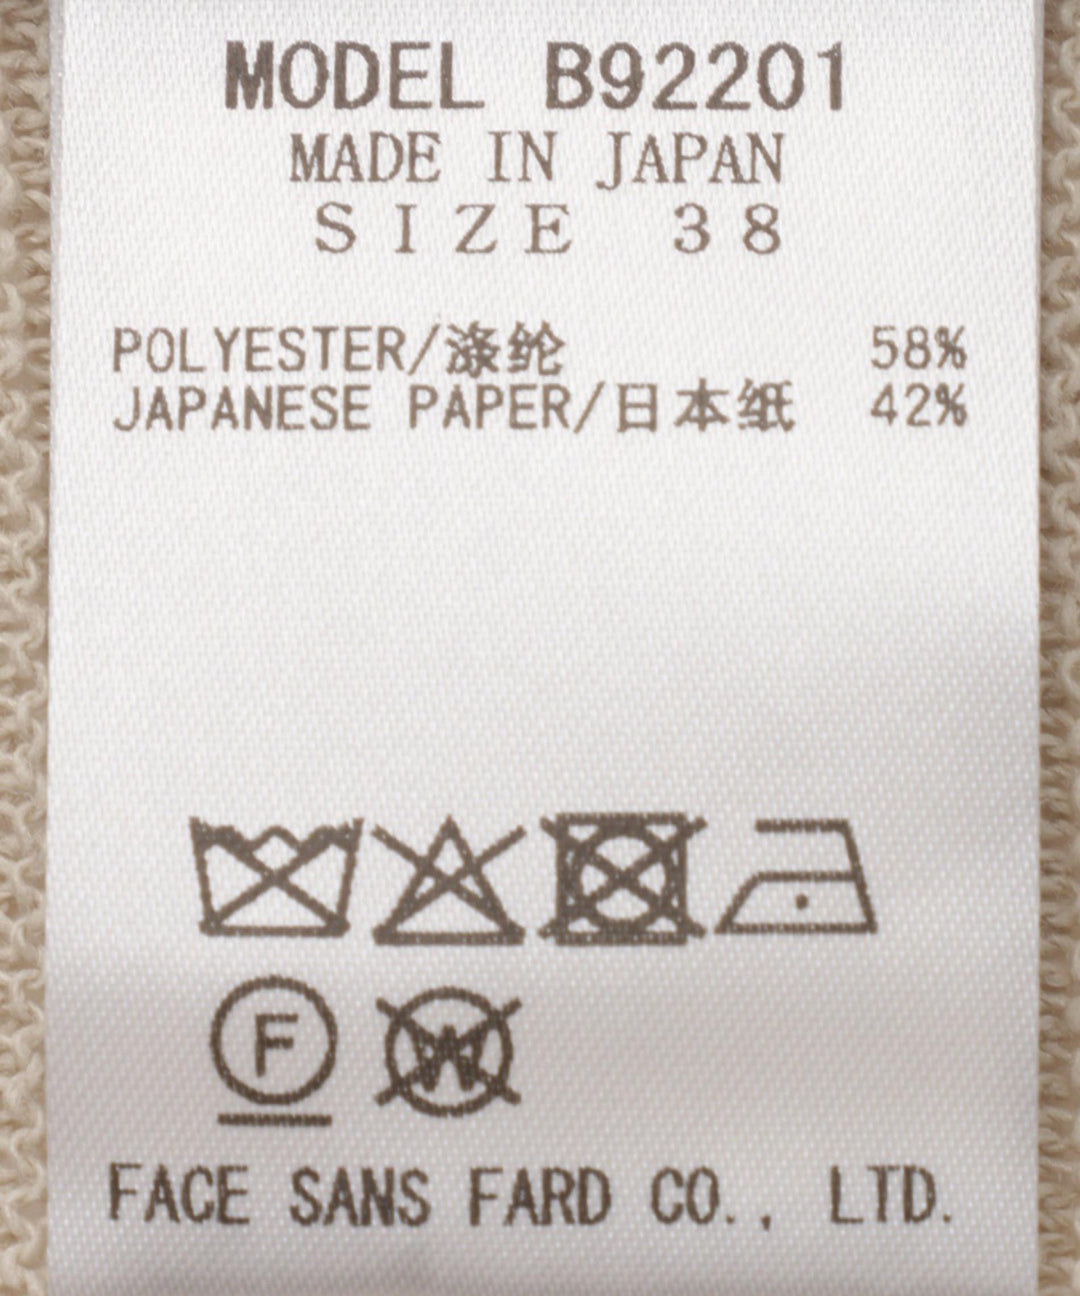 MODEL B92201
MADE IN JAPAN
SIZE 38
POLYESTER/涤纶 58%
JAPANESE PAPER/日本纸 42%
F W
FACE SANS FARD CO., LTD.